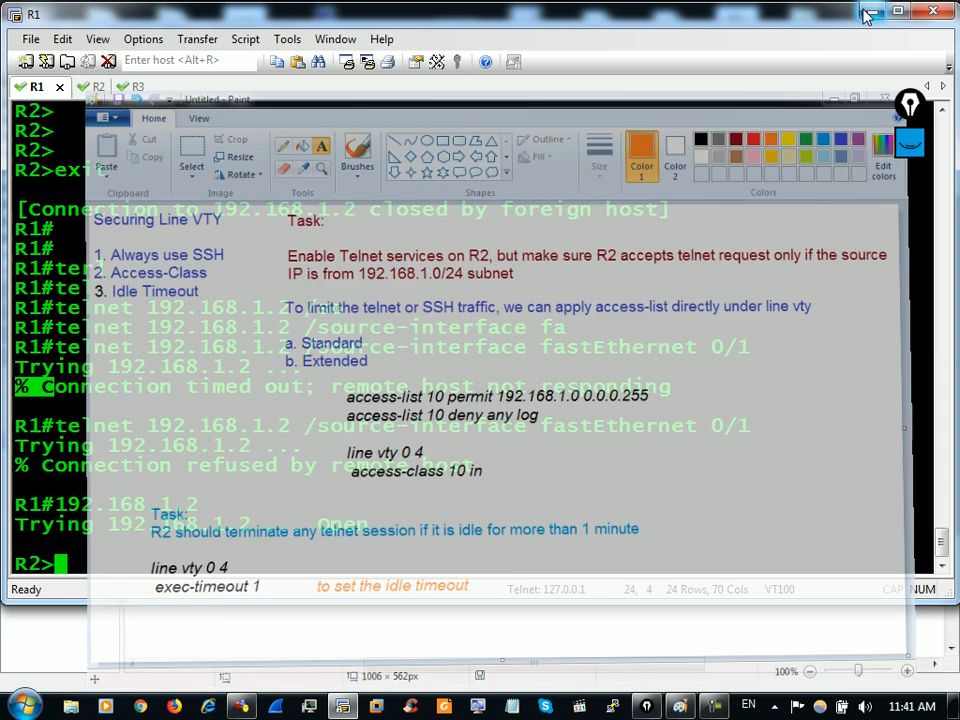 R1
File Edit View Options Transfer Script Tools Window Help
Enter host <Alt+R>
R1 R2 R3
Untitled - Paint
Home View
Paste Cut Copy Select Crop Resize Rotate Brushes Outline Fill Size Color 1 Color 2 Edit colors
Clipboard Image Tools Shapes Colors
R2>
R2>
R2>
R2>exit
[Connection to 192.168.1.2 closed by foreign host]
R1#
R1#
R1#ter
R1#tel
R1#telnet 192.168.1.2 /
R1#telnet 192.168.1.2 /source-interface fa
R1#telnet 192.168.1.2 /source-interface fastEthernet 0/1
Trying 192.168.1.2 ...
% Connection timed out; remote host not responding
R1#telnet 192.168.1.2 /source-interface fastEthernet 0/1
Trying 192.168.1.2 ...
% Connection refused by remote host
R1#192.168.1.2
Trying 192.168.1.2 ... Open
R2>
Securing Line VTY
1. Always use SSH
2. Access-Class
3. Idle Timeout
Task:
Enable Telnet services on R2, but make sure R2 accepts telnet request only if the source
IP is from 192.168.1.0/24 subnet
To limit the telnet or SSH traffic, we can apply access-list directly under line vty
a. Standard
b. Extended
access-list 10 permit 192.168.1.0 0.0.0.255
access-list 10 deny any log
line vty 0 4
access-class 10 in
Task:
R2 should terminate any telnet session if it is idle for more than 1 minute
line vty 0 4
exec-timeout 1 to set the idle timeout
Ready Telnet: 127.0.0.1 24, 4 24 Rows, 70 Cols VT100 CAP NUM
1006 × 562px 100%
EN 11:41 AM